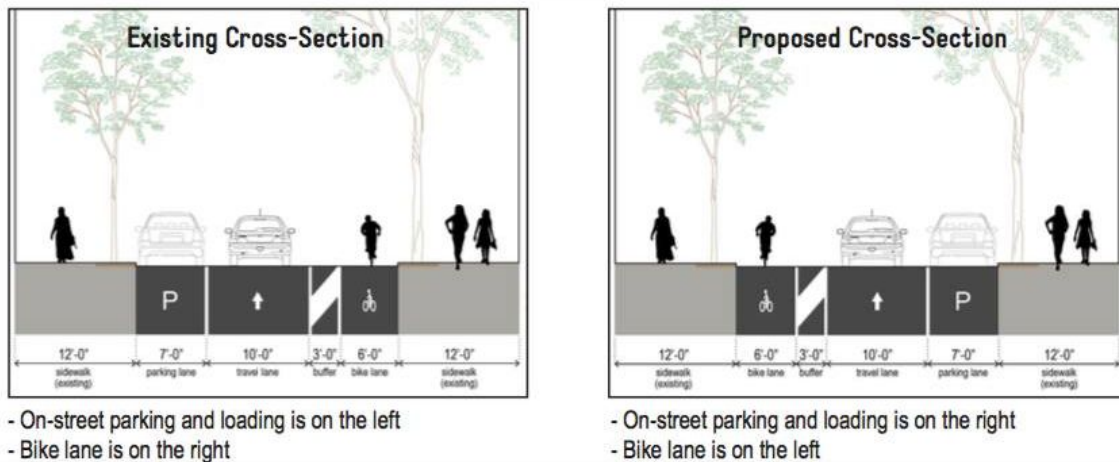 Existing Cross-Section
P
12'-0" 7'-0" 10'-0" 3'-0" 6'-0" 12'-0"
sidewalk parking lane travel lane buffer bike lane sidewalk
(existing) (existing)
- On-street parking and loading is on the left
- Bike lane is on the right
Proposed Cross-Section
P
12'-0" 6'-0" 3'-0" 10'-0" 7'-0" 12'-0"
sidewalk bike lane buffer travel lane parking lane sidewalk
(existing) (existing)
- On-street parking and loading is on the right
- Bike lane is on the left